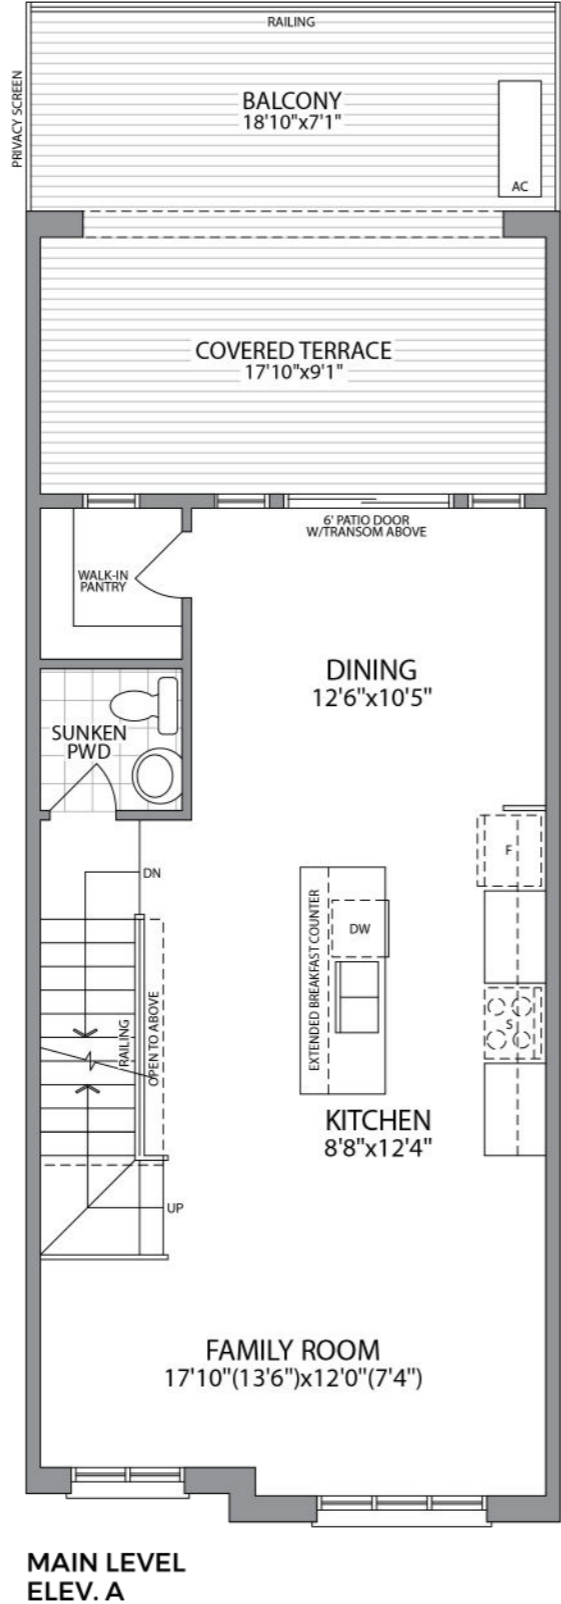 RAILING
PRIVACY SCREEN
BALCONY
18'10"x7'1"
AC
COVERED TERRACE
17'10"x9'1"
6' PATIO DOOR
W/TRANSOM ABOVE
WALK-IN
PANTRY
DINING
12'6"x10'5"
SUNKEN
PWD
F
DN
EXTENDED BREAKFAST COUNTER
DW
RAILING
OPEN TO ABOVE
S
KITCHEN
8'8"x12'4"
UP
FAMILY ROOM
17'10"(13'6")x12'0"(7'4")
MAIN LEVEL
ELEV. A